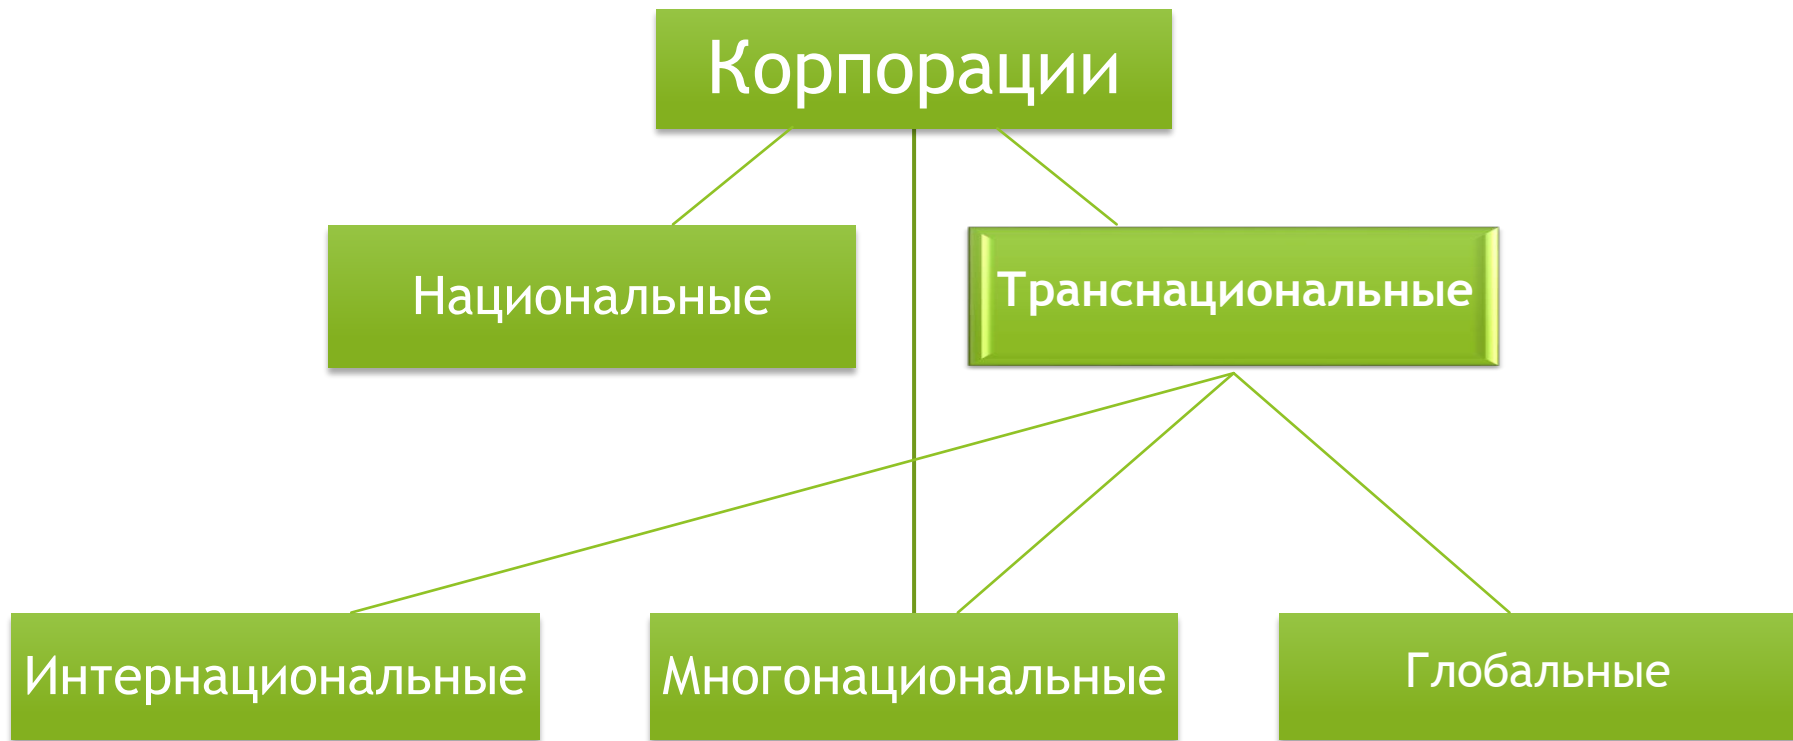 Корпорации
Национальные
Транснациональные
Интернациональные
Многонациональные
Глобальные